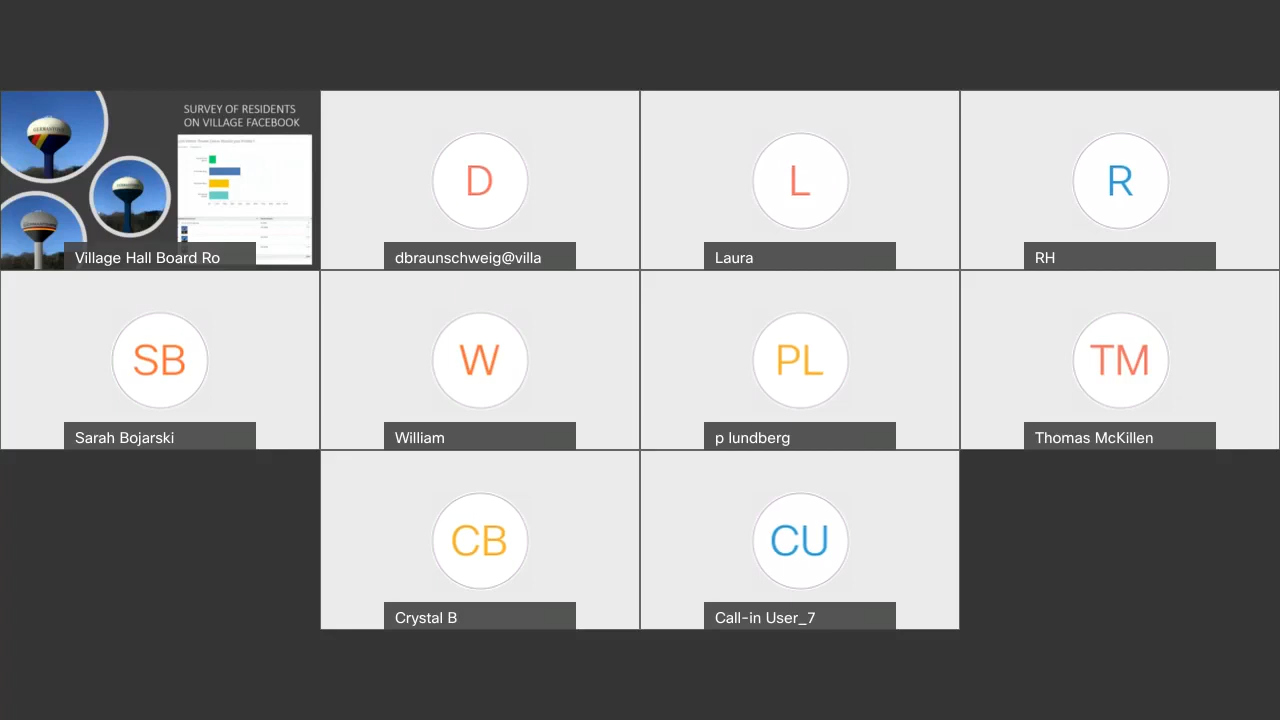 SURVEY OF RESIDENTS
ON VILLAGE FACEBOOK
Village Hall Board Ro
D
dbraunschweig@villa
L
Laura
R
RH
SB
Sarah Bojarski
W
William
PL
p lundberg
TM
Thomas McKillen
CB
Crystal B
CU
Call-in User_7